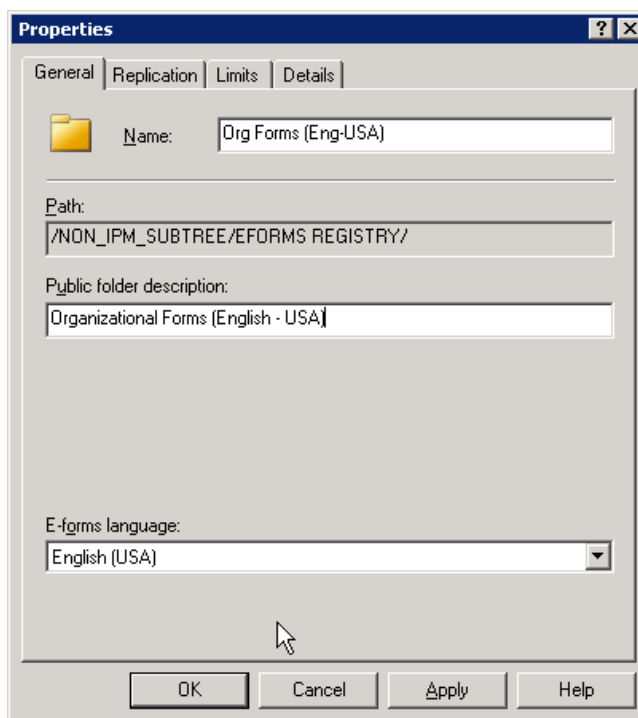 Properties
General Replication Limits Details
Name: Org Forms (Eng-USA)
Path:
/NON_IPM_SUBTREE/EFORMS REGISTRY/
Public folder description:
Organizational Forms (English - USA)
E-forms language:
English (USA)
OK Cancel Apply Help